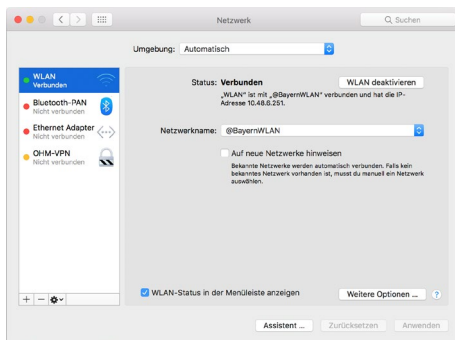 Netzwerk
Suchen
Umgebung: Automatisch
WLAN
Verbunden
Bluetooth-PAN
Nicht verbunden
Ethernet Adapter
Nicht verbunden
OHM-VPN
Nicht verbunden
Status: Verbunden
WLAN deaktivieren
„WLAN“ ist mit „@BayernWLAN“ verbunden und hat die IP-
Adresse 10.48.6.251.
Netzwerkname: @BayernWLAN
Auf neue Netzwerke hinweisen
Bekannte Netzwerke werden automatisch verbunden. Falls kein
bekanntes Netzwerk vorhanden ist, musst du manuell ein Netzwerk
auswählen.
WLAN-Status in der Menüleiste anzeigen
Weitere Optionen ...
?
Assistent ...
Zurücksetzen
Anwenden